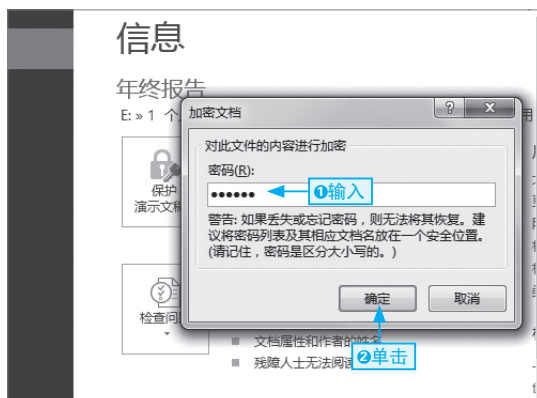 信息
年终报告
E: » 1 个
加密文档
用
对此文件的内容进行加密
密码(R):
••••••
❶输入
保护
演示文稿
警告: 如果丢失或忘记密码，则无法将其恢复。建
议将密码列表及其相应文档名放在一个安全位置。
(请记住，密码是区分大小写的。)
确定
取消
检查问
文档属性和作者的姓名
❷单击
残障人士无法阅读